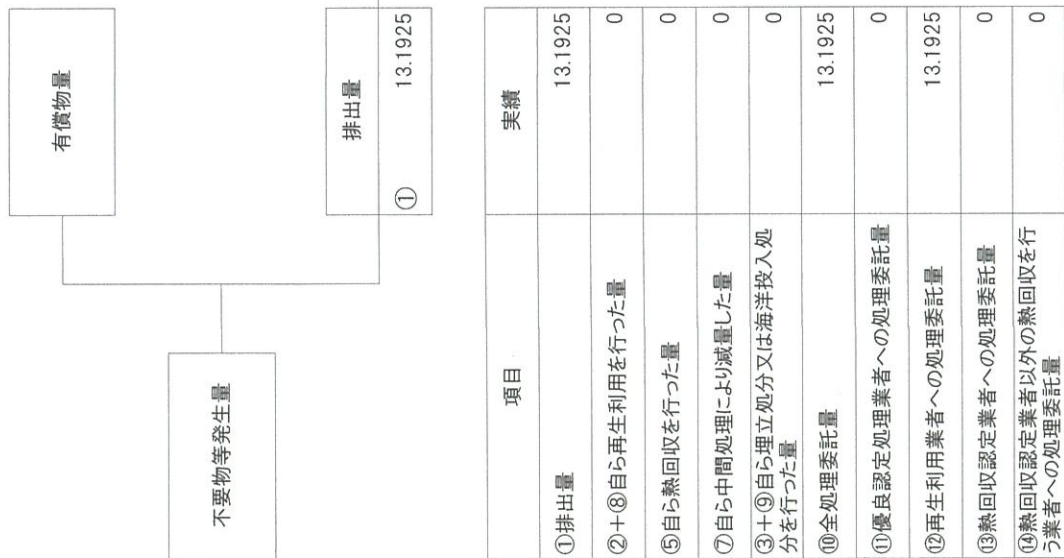 有償物量
不要物等発生量
排出量
① 13.1925
項目 実績
①排出量 13.1925
②+⑧自ら再生利用を行った量 0
⑤自ら熱回収を行った量 0
⑦自ら中間処理により減量した量 0
③+⑨自ら埋立処分又は海洋投入処
分を行った量 0
⑩全処理委託量 13.1925
⑪優良認定処理業者への処理委託量 0
⑫再生利用業者への処理委託量 13.1925
⑬熱回収認定業者への処理委託量 0
⑭熱回収認定業者以外の熱回収を行
う業者への処理委託量 0